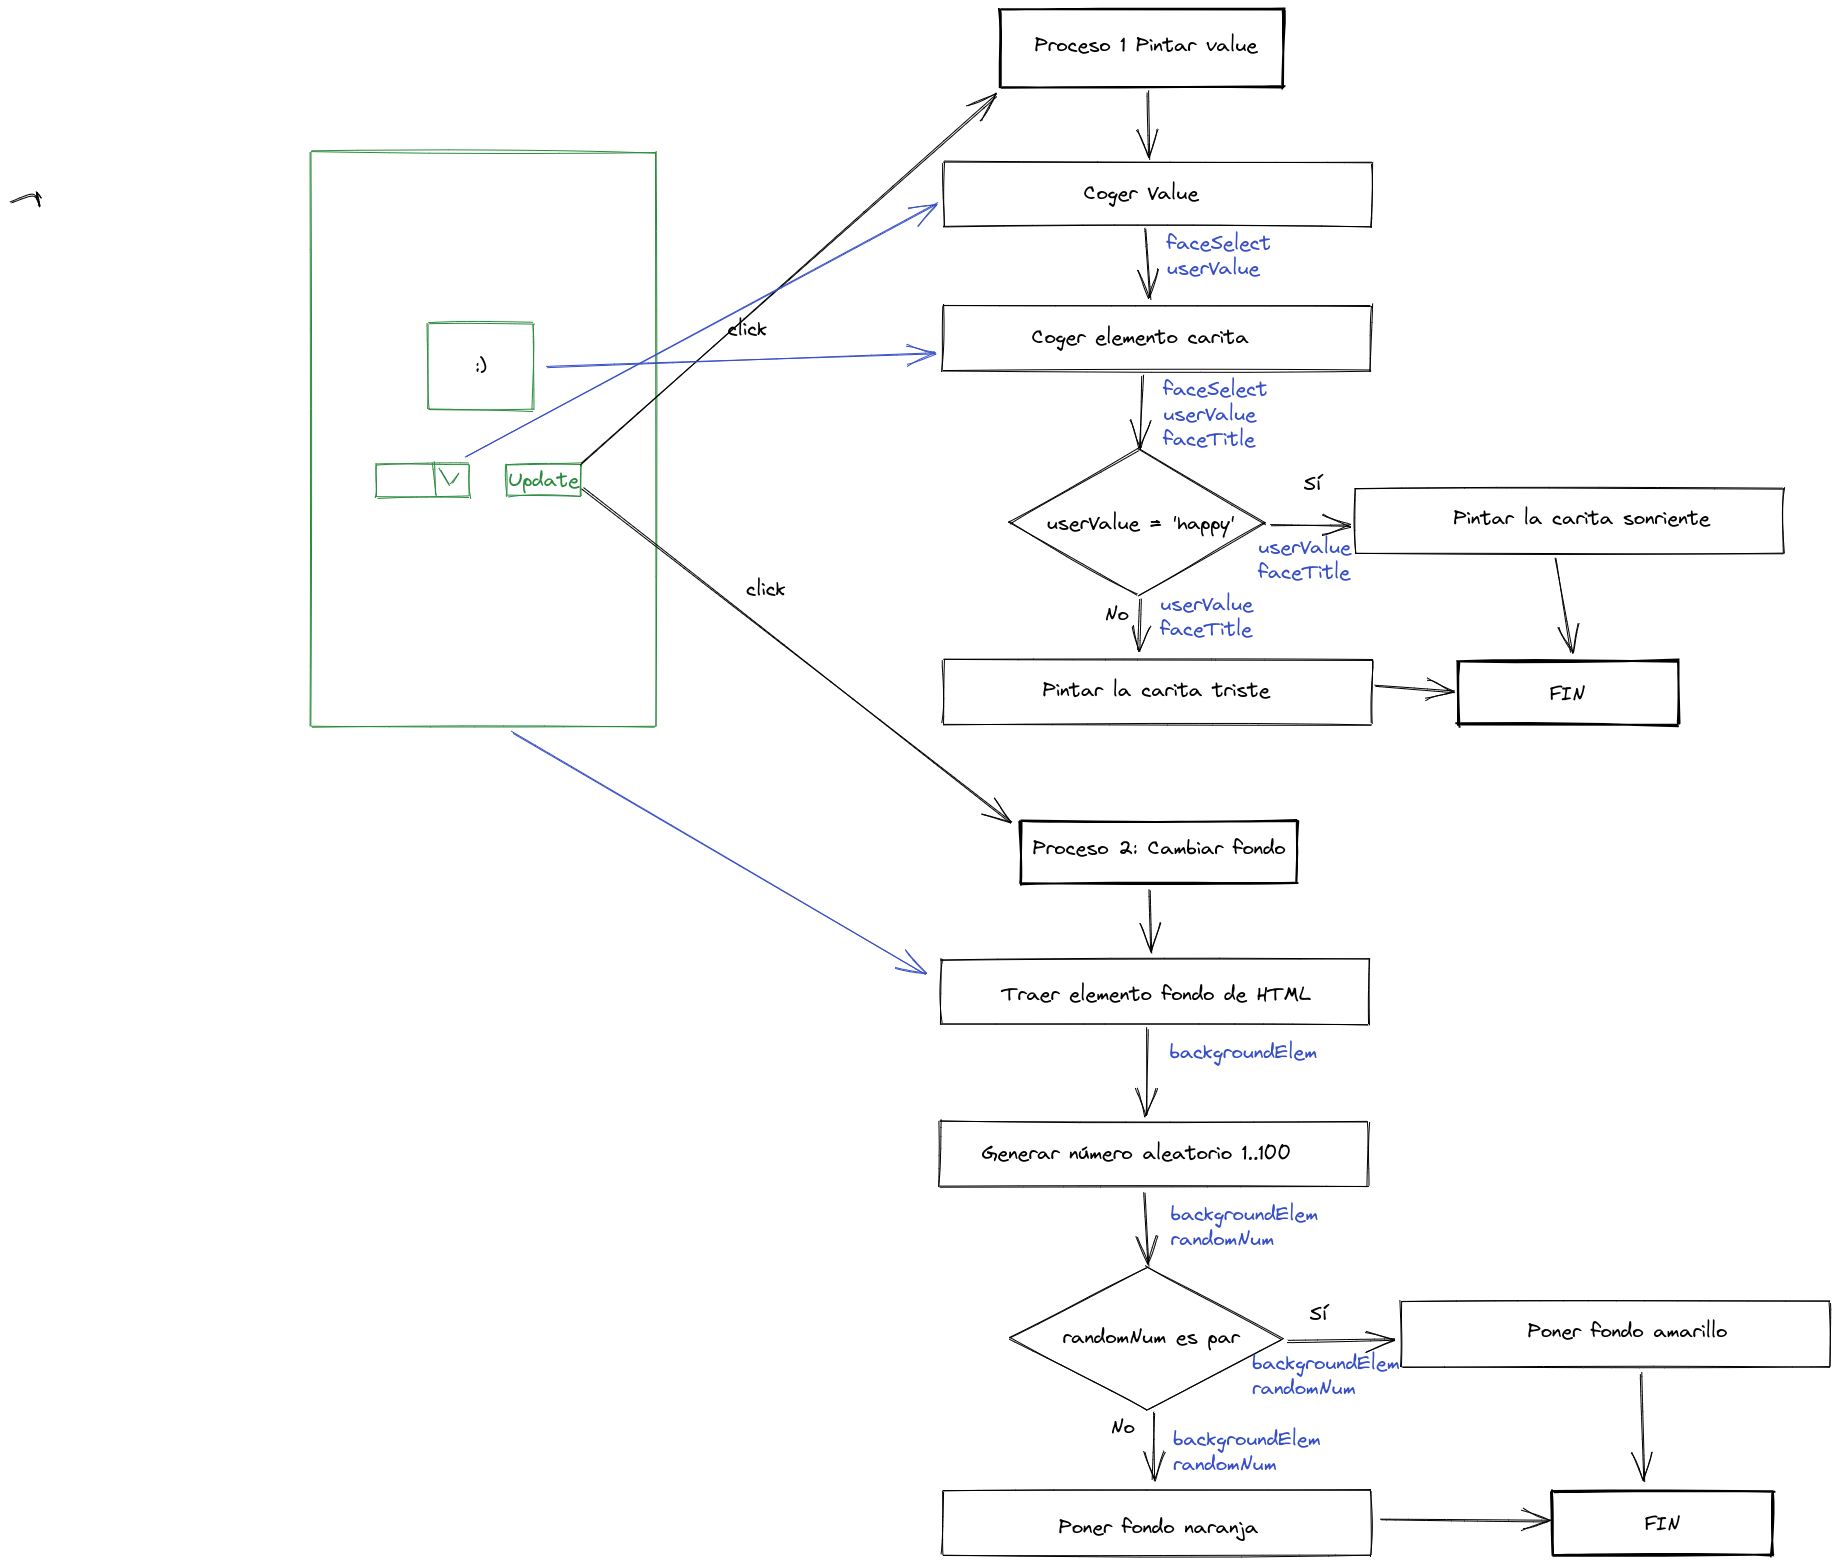 Proceso 1 Pintar value
Coger Value
faceSelect
userValue
click
:)
Coger elemento carita
faceSelect
userValue
faceTitle
Update
userValue = 'happy'
Sí
Pintar la carita sonriente
userValue
faceTitle
click
No
userValue
faceTitle
Pintar la carita triste
FIN
Proceso 2: Cambiar fondo
Traer elemento fondo de HTML
backgroundElem
Generar número aleatorio 1..100
backgroundElem
randomNum
randomNum es par
Sí
Poner fondo amarillo
backgroundElem
randomNum
No
backgroundElem
randomNum
Poner fondo naranja
FIN